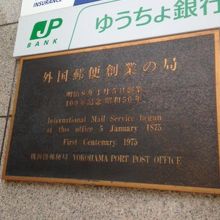 INSURANCE
JP
BANK
ゆうちょ銀行
外国郵便創業の局
明治8年1月5日創業
100年記念 昭和50年
International Mail Service began
at this office 5 January 1875
First Centenary 1975
横浜港郵便局 YOKOHAMA PORT POST OFFICE